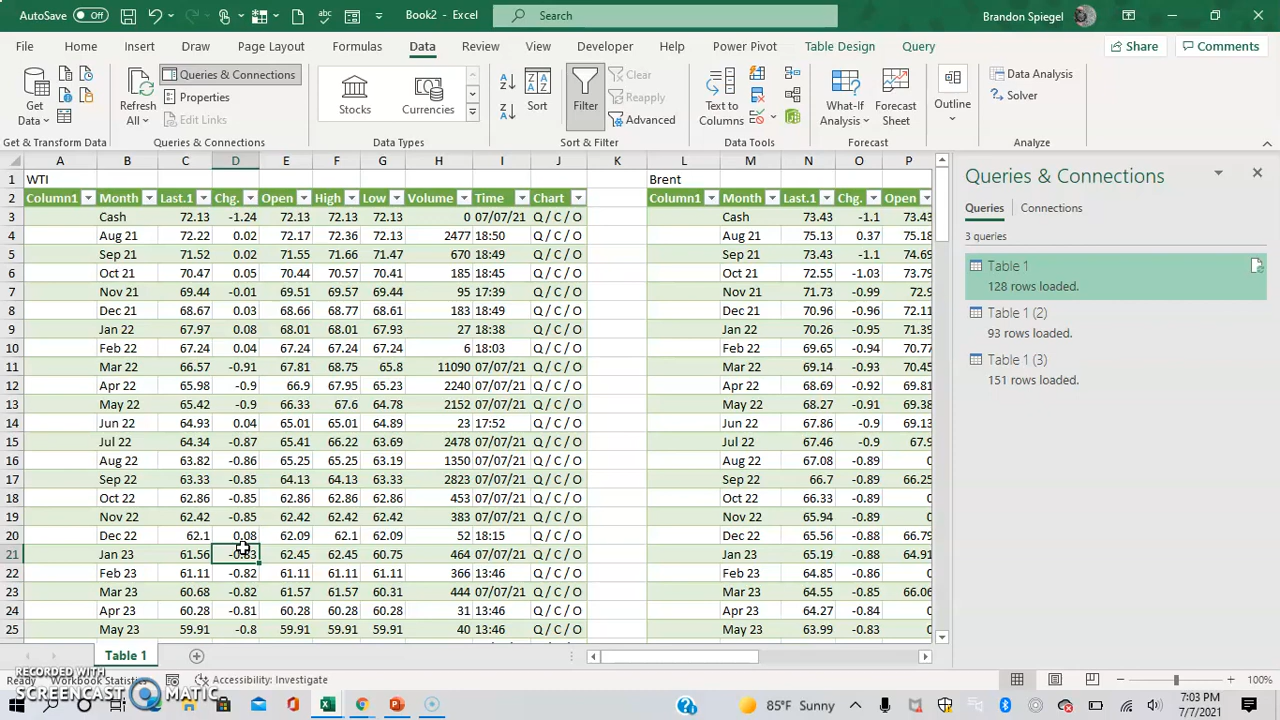 AutoSave Off Book2 - Excel Search Brandon Spiegel
File Home Insert Draw Page Layout Formulas Data Review View Developer Help Power Pivot Table Design Query Share Comments
Get Data Refresh All Queries & Connections Properties Edit Links Stocks Currencies Sort Filter Clear Reapply Advanced Text to Columns What-If Analysis Forecast Sheet Outline Data Analysis Solver
Get & Transform Data Queries & Connections Data Types Sort & Filter Data Tools Forecast Analyze
A B C D E F G H I J K L M N O P
1 WTI Brent
2 Column1 Month Last.1 Chg. Open High Low Volume Time Chart Column1 Month Last.1 Chg. Open
3 Cash 72.13 -1.24 72.13 72.13 72.13 0 07/07/21 Q / C / O Cash 73.43 -1.1 73.43
4 Aug 21 72.22 0.02 72.17 72.36 72.13 2477 18:50 Q / C / O Aug 21 75.13 0.37 75.18
5 Sep 21 71.52 0.02 71.55 71.66 71.47 670 18:49 Q / C / O Sep 21 73.43 -1.1 74.69
6 Oct 21 70.47 0.05 70.44 70.57 70.41 185 18:45 Q / C / O Oct 21 72.55 -1.03 73.79
7 Nov 21 69.44 -0.01 69.51 69.57 69.44 95 17:39 Q / C / O Nov 21 71.73 -0.99 72.9
8 Dec 21 68.67 0.03 68.66 68.77 68.61 183 18:49 Q / C / O Dec 21 70.96 -0.96 72.11
9 Jan 22 67.97 0.08 68.01 68.01 67.93 27 18:38 Q / C / O Jan 22 70.26 -0.95 71.39
10 Feb 22 67.24 0.04 67.24 67.24 67.24 6 18:03 Q / C / O Feb 22 69.65 -0.94 70.77
11 Mar 22 66.57 -0.91 67.81 68.75 65.8 11090 07/07/21 Q / C / O Mar 22 69.14 -0.93 70.45
12 Apr 22 65.98 -0.9 66.9 67.95 65.23 2240 07/07/21 Q / C / O Apr 22 68.69 -0.92 69.81
13 May 22 65.42 -0.9 66.33 67.6 64.78 2152 07/07/21 Q / C / O May 22 68.27 -0.91 69.38
14 Jun 22 64.93 0.04 65.01 65.01 64.89 23 17:52 Q / C / O Jun 22 67.86 -0.9 69.13
15 Jul 22 64.34 -0.87 65.41 66.22 63.69 2478 07/07/21 Q / C / O Jul 22 67.46 -0.9 67.9
16 Aug 22 63.82 -0.86 65.25 65.25 63.19 1350 07/07/21 Q / C / O Aug 22 67.08 -0.89 0
17 Sep 22 63.33 -0.85 64.13 64.13 63.33 2823 07/07/21 Q / C / O Sep 22 66.7 -0.89 66.25
18 Oct 22 62.86 -0.85 62.86 62.86 62.86 453 07/07/21 Q / C / O Oct 22 66.33 -0.89 0
19 Nov 22 62.42 -0.85 62.42 62.42 62.42 383 07/07/21 Q / C / O Nov 22 65.94 -0.89 0
20 Dec 22 62.1 0.08 62.09 62.1 62.09 52 18:15 Q / C / O Dec 22 65.56 -0.88 66.79
21 Jan 23 61.56 -0.83 62.45 62.45 60.75 464 07/07/21 Q / C / O Jan 23 65.19 -0.88 64.91
22 Feb 23 61.11 -0.82 61.11 61.11 61.11 366 13:46 Q / C / O Feb 23 64.85 -0.86 0
23 Mar 23 60.68 -0.82 61.57 61.57 60.31 444 07/07/21 Q / C / O Mar 23 64.55 -0.85 66.06
24 Apr 23 60.28 -0.81 60.28 60.28 60.28 31 13:46 Q / C / O Apr 23 64.27 -0.84 0
25 May 23 59.91 -0.8 59.91 59.91 59.91 40 13:46 Q / C / O May 23 63.99 -0.83 0
Queries & Connections
Queries Connections
3 queries
Table 1
128 rows loaded.
Table 1 (2)
93 rows loaded.
Table 1 (3)
151 rows loaded.
Table 1
RECORDED WITH
SCREENCAST MATIC
Ready Workbook Statistics Accessibility: Investigate 100%
85°F Sunny 7:03 PM
7/7/2021